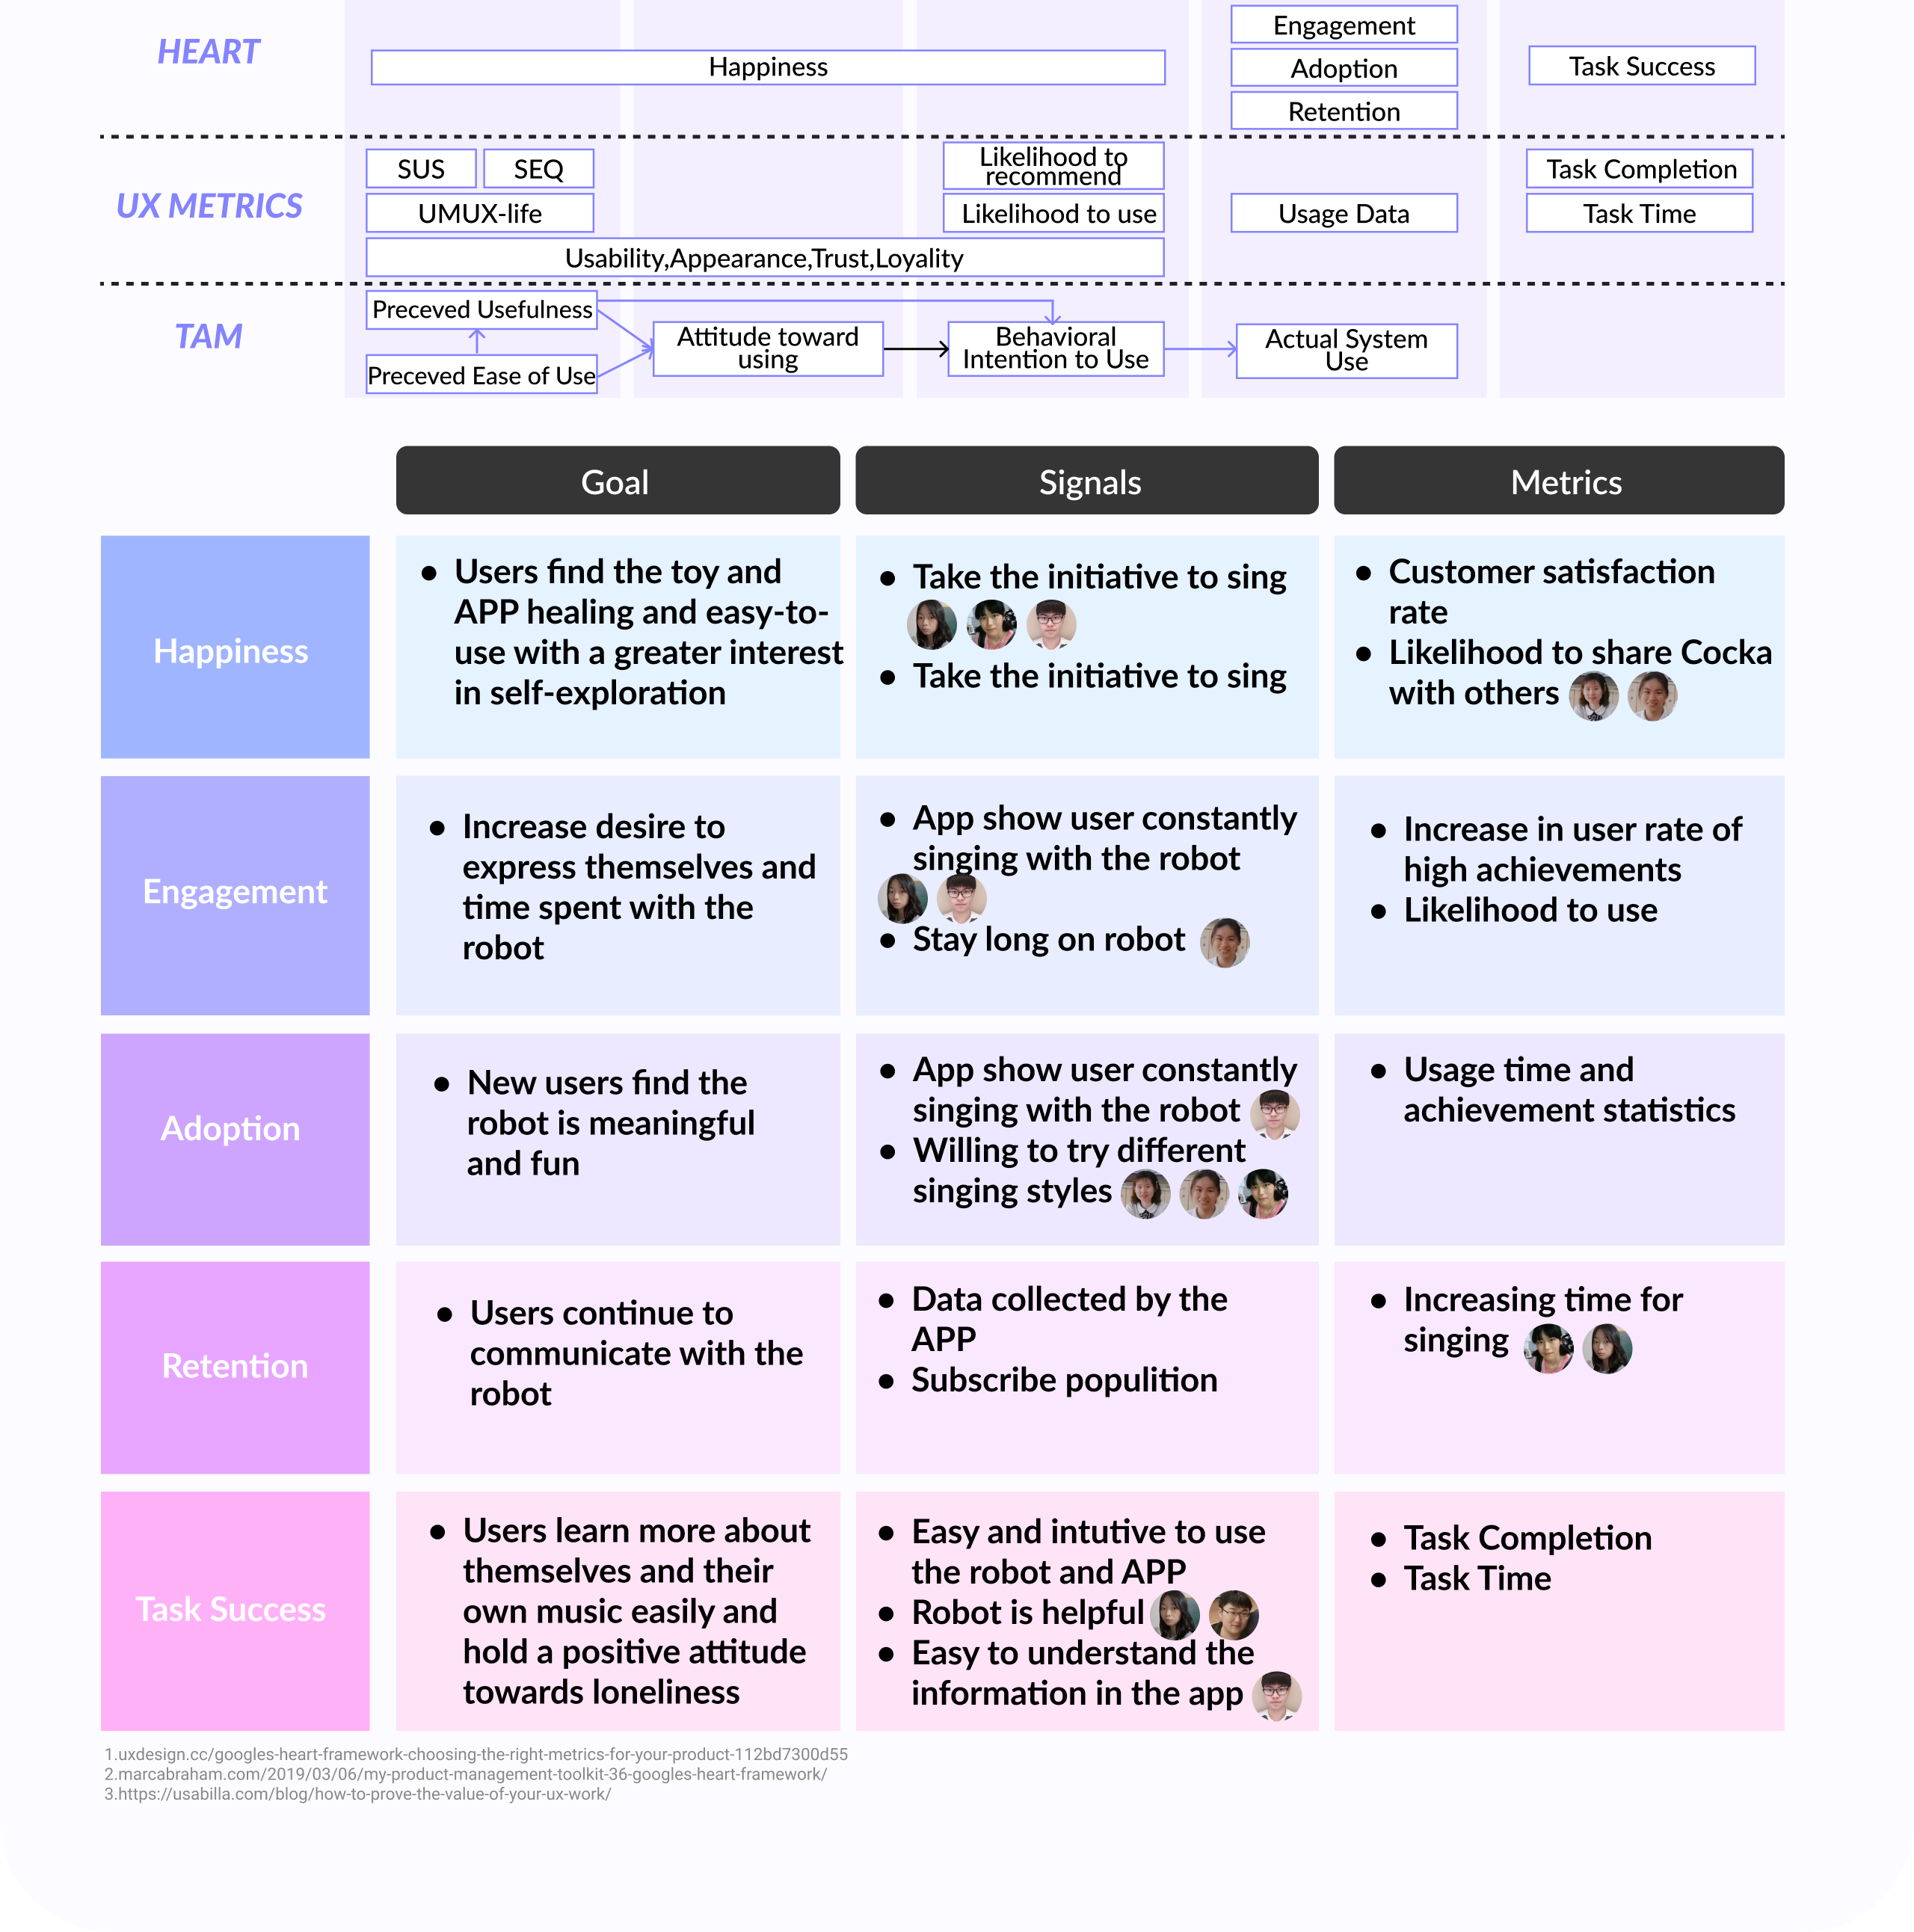 HEART
Happiness
Engagement
Adoption
Retention
Task Success
UX METRICS
SUS
SEQ
UMUX-life
Usability,Appearance,Trust,Loyality
Likelihood to
recommend
Likelihood to use
Usage Data
Task Completion
Task Time
TAM
Preceved Usefulness
Preceved Ease of Use
Attitude toward
using
Behavioral
Intention to Use
Actual System
Use
Goal
Signals
Metrics
Happiness
● Users find the toy and
APP healing and easy-to-
use with a greater interest
in self-exploration
● Take the initiative to sing
● Take the initiative to sing
● Customer satisfaction
rate
● Likelihood to share Cocka
with others
Engagement
● Increase desire to
express themselves and
time spent with the
robot
● App show user constantly
singing with the robot
● Stay long on robot
● Increase in user rate of
high achievements
● Likelihood to use
Adoption
● New users find the
robot is meaningful
and fun
● App show user constantly
singing with the robot
● Willing to try different
singing styles
● Usage time and
achievement statistics
Retention
● Users continue to
communicate with the
robot
● Data collected by the
APP
● Subscribe populition
● Increasing time for
singing
Task Success
● Users learn more about
themselves and their
own music easily and
hold a positive attitude
towards loneliness
● Easy and intutive to use
the robot and APP
● Robot is helpful
● Easy to understand the
information in the app
● Task Completion
● Task Time
1.uxdesign.cc/googles-heart-framework-choosing-the-right-metrics-for-your-product-112bd7300d55
2.marcabraham.com/2019/03/06/my-product-management-toolkit-36-googles-heart-framework/
3.https://usabilla.com/blog/how-to-prove-the-value-of-your-ux-work/